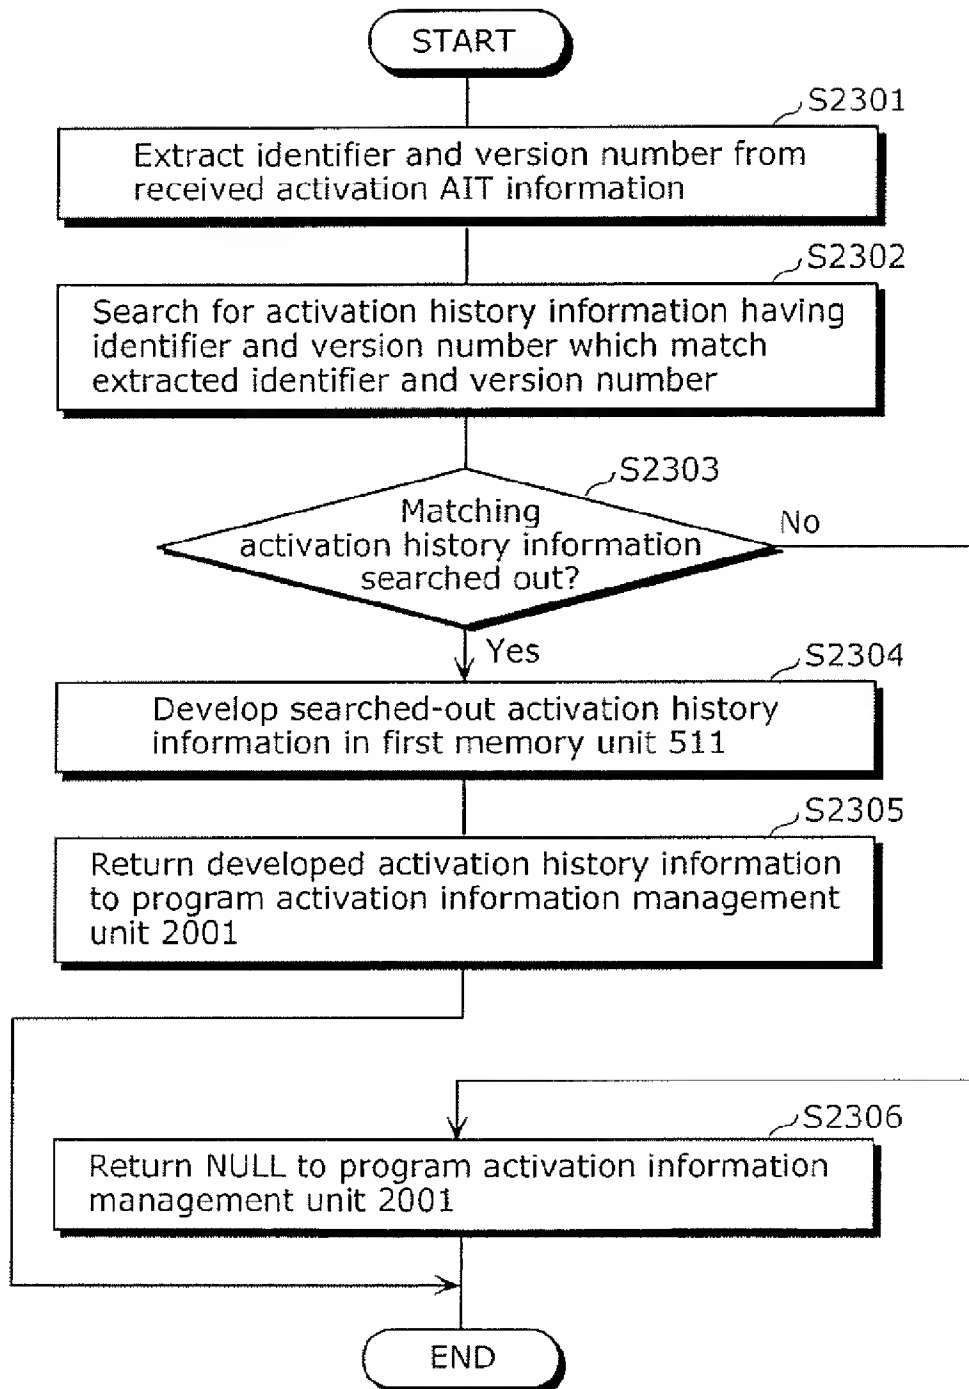 START
S2301
Extract identifier and version number from
received activation AIT information
S2302
Search for activation history information having
identifier and version number which match
extracted identifier and version number
S2303
Matching
activation history information
searched out?
No
Yes
S2304
Develop searched-out activation history
information in first memory unit 511
S2305
Return developed activation history information
to program activation information management
unit 2001
S2306
Return NULL to program activation information
management unit 2001
END